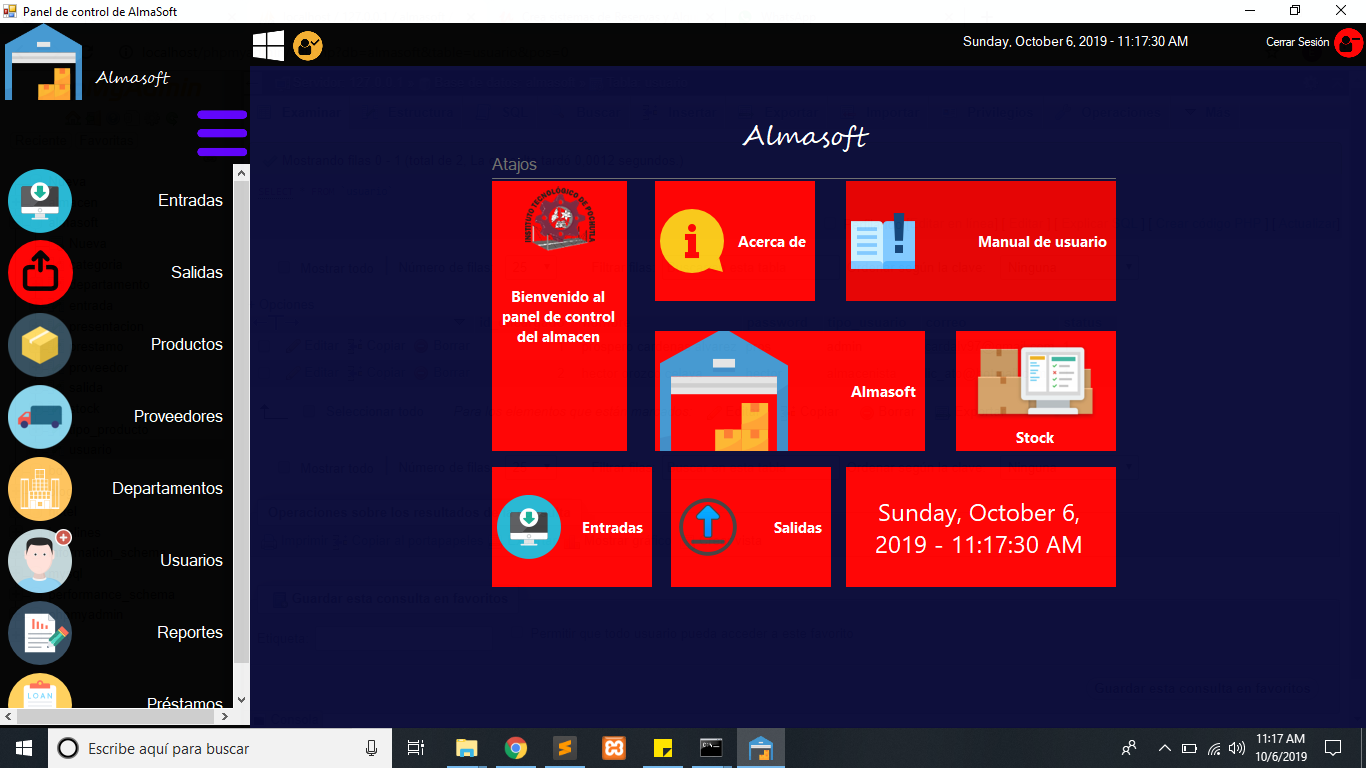 Panel de control de AlmaSoft
Almasoft
Sunday, October 6, 2019 - 11:17:30 AM
Cerrar Sesión
Entradas
Salidas
Productos
Proveedores
Departamentos
Usuarios
Reportes
LOAN
Préstamos
Almasoft
Atajos
INSTITUTO TECNOLÓGICO DE POCHUTLA
Bienvenido al
panel de control
del almacen
Acerca de
Manual de usuario
Almasoft
Stock
Entradas
Salidas
Sunday, October 6,
2019 - 11:17:30 AM
Escribe aquí para buscar
11:17 AM
10/6/2019